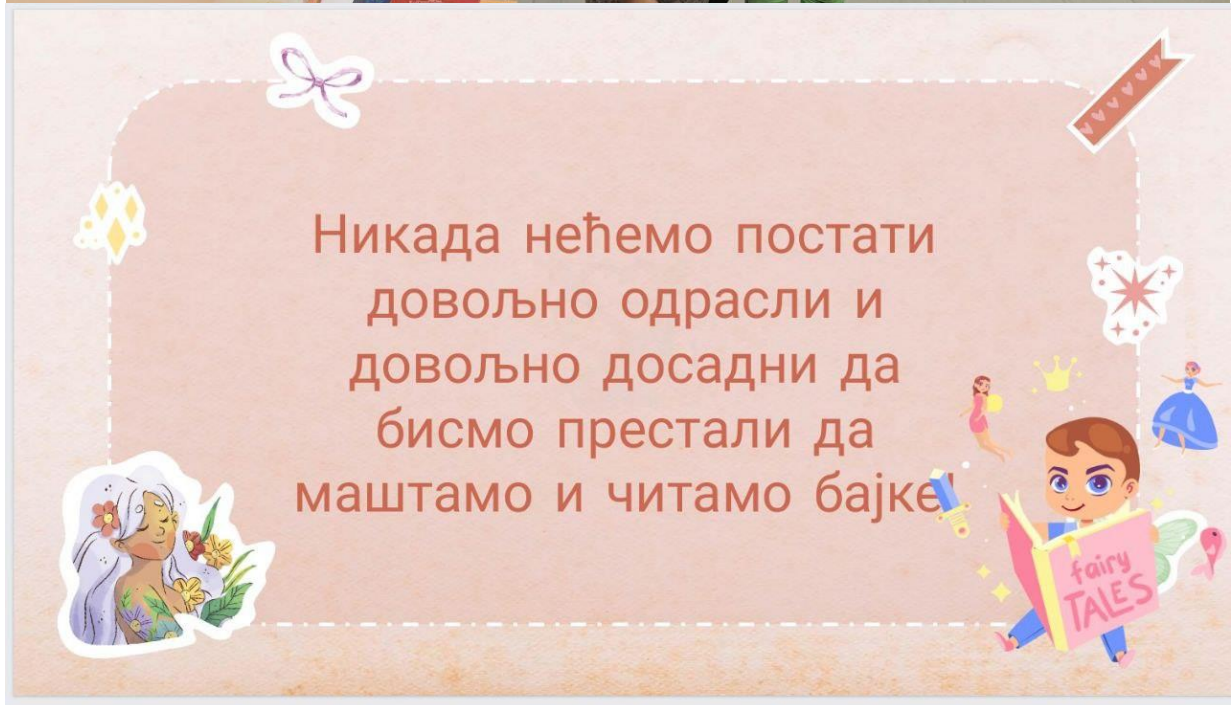 Никада нећемо постати
довољно одрасли и
довољно досадни да
бисмо престали да
маштамо и читамо бајке!
fairy
TALES